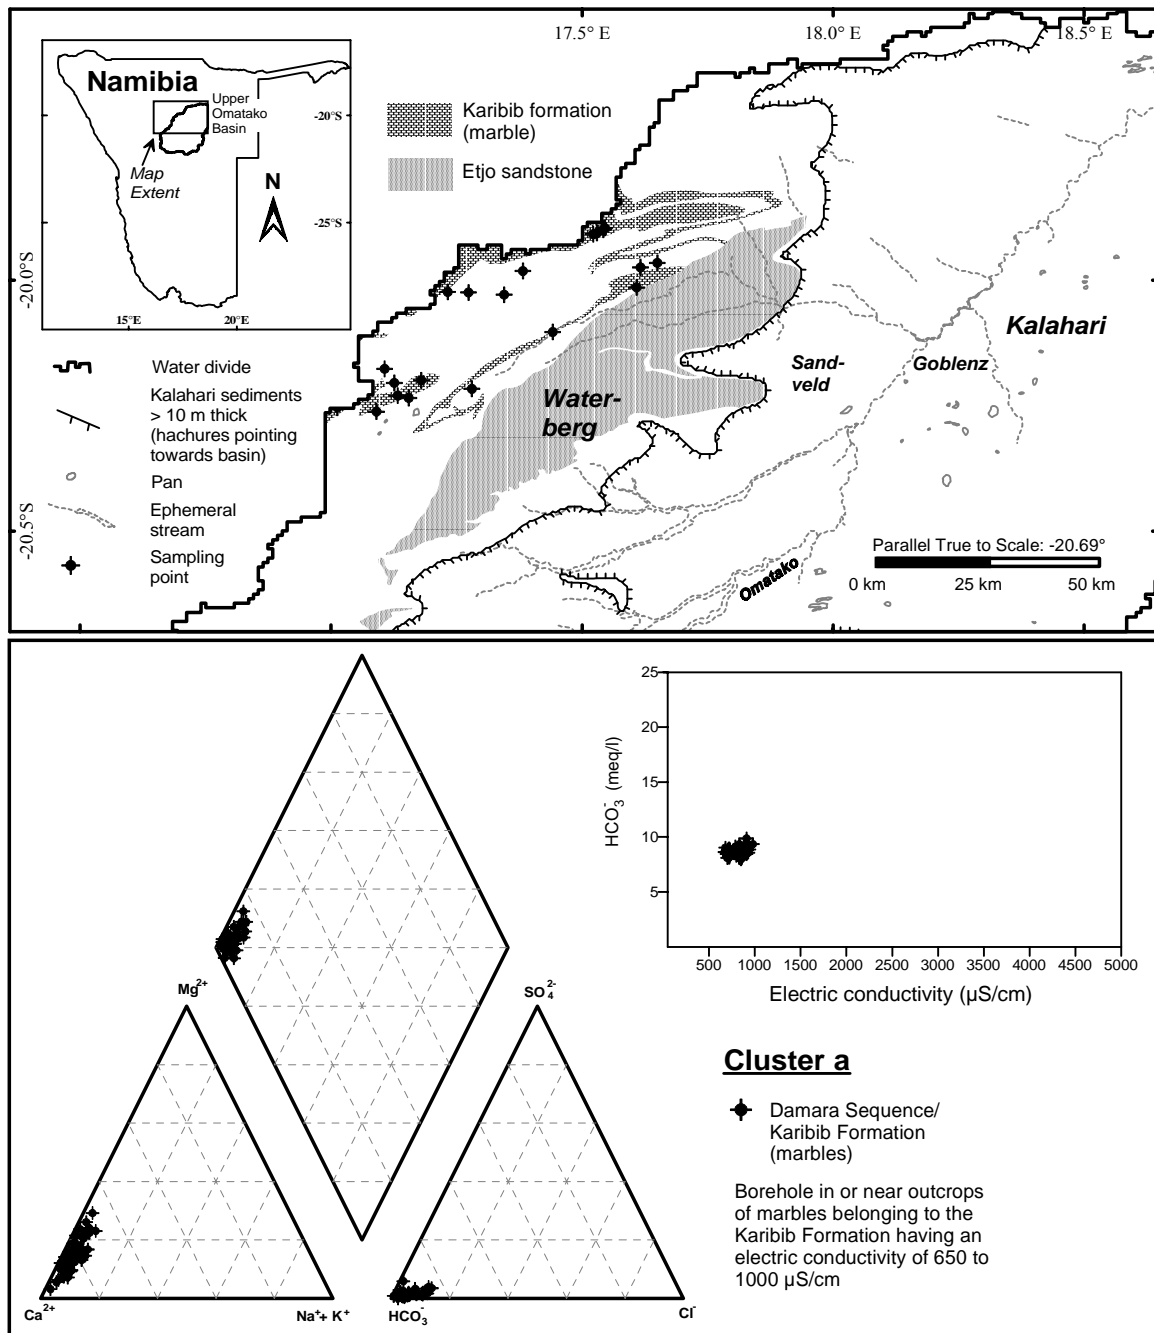 17.5° E
18.0° E
18.5° E
Namibia
Upper
Omatako
Basin
Map
Extent
N
-20°S
-25°S
15°E
20°E
Karibib formation
(marble)
Etjo sandstone
-20.0°S
-20.5°S
Water divide
Kalahari sediments
> 10 m thick
(hachures pointing
towards basin)
Pan
Ephemeral
stream
Sampling
point
Water-
berg
Sand-
veld
Goblenz
Kalahari
Omatako
Parallel True to Scale: -20.69°
0 km
25 km
50 km
Mg2+
SO4 2-
Ca2+
Na++ K+
HCO3-
Cl-
HCO3- (meq/l)
25
20
15
10
5
500 1000 1500 2000 2500 3000 3500 4000 4500 5000
Electric conductivity (µS/cm)
Cluster a
Damara Sequence/
Karibib Formation
(marbles)
Borehole in or near outcrops
of marbles belonging to the
Karibib Formation having an
electric conductivity of 650 to
1000 µS/cm